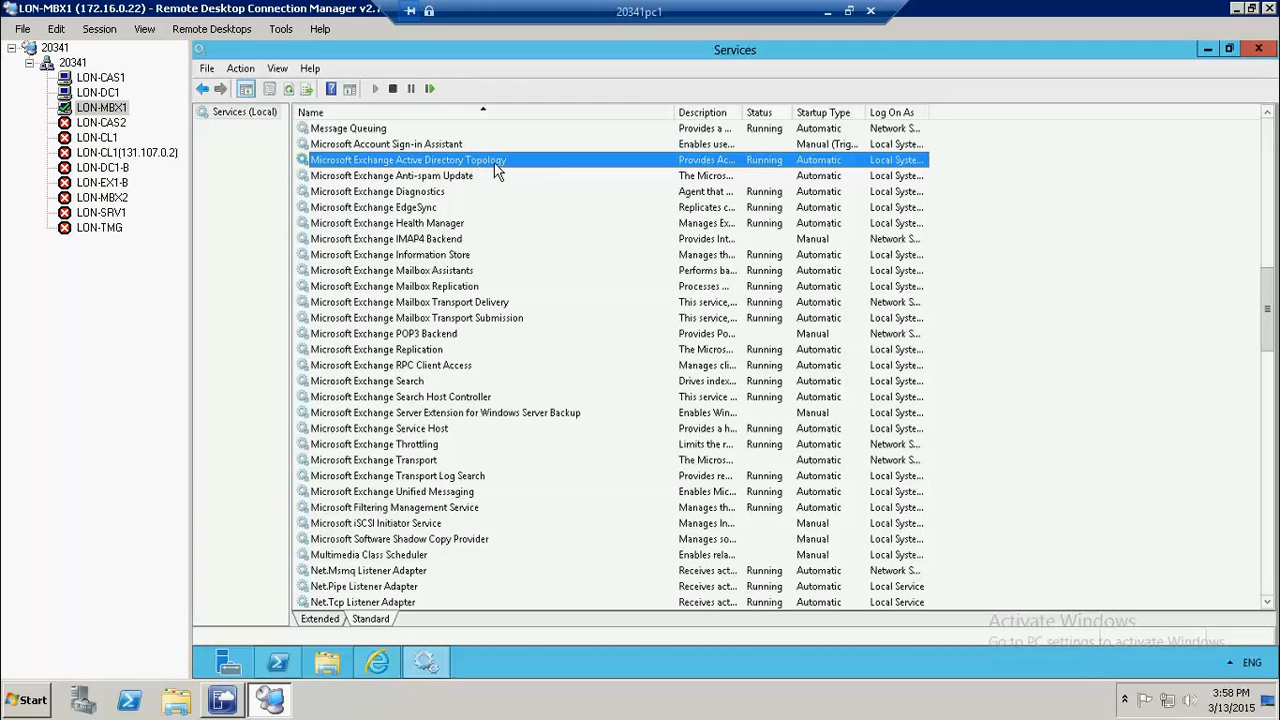 LON-MBX1 (172.16.0.22) - Remote Desktop Connection Manager v2.7
20341pc1
File Edit Session View Remote Desktops Tools Help
20341
20341
LON-CAS1
LON-DC1
LON-MBX1
LON-CAS2
LON-CL1
LON-CL1(131.107.0.2)
LON-DC1-B
LON-EX1-B
LON-MBX2
LON-SRV1
LON-TMG
Services
File Action View Help
Services (Local)
Name Description Status Startup Type Log On As
Message Queuing Provides a ... Running Automatic Network S...
Microsoft Account Sign-in Assistant Enables use... Manual (Trig... Local Syste...
Microsoft Exchange Active Directory Topology Provides Ac... Running Automatic Local Syste...
Microsoft Exchange Anti-spam Update The Micros... Automatic Local Syste...
Microsoft Exchange Diagnostics Agent that ... Running Automatic Local Syste...
Microsoft Exchange EdgeSync Replicates c... Running Automatic Local Syste...
Microsoft Exchange Health Manager Manages Ex... Running Automatic Local Syste...
Microsoft Exchange IMAP4 Backend Provides Int... Manual Network S...
Microsoft Exchange Information Store Manages th... Running Automatic Local Syste...
Microsoft Exchange Mailbox Assistants Performs ba... Running Automatic Local Syste...
Microsoft Exchange Mailbox Replication Processes ... Running Automatic Local Syste...
Microsoft Exchange Mailbox Transport Delivery This service,... Running Automatic Network S...
Microsoft Exchange Mailbox Transport Submission This service,... Running Automatic Local Syste...
Microsoft Exchange POP3 Backend Provides Po... Manual Network S...
Microsoft Exchange Replication The Micros... Running Automatic Local Syste...
Microsoft Exchange RPC Client Access Manages cli... Running Automatic Local Syste...
Microsoft Exchange Search Drives index... Running Automatic Local Syste...
Microsoft Exchange Search Host Controller This service ... Running Automatic Local Syste...
Microsoft Exchange Server Extension for Windows Server Backup Enables Win... Manual Local Syste...
Microsoft Exchange Service Host Provides a h... Running Automatic Local Syste...
Microsoft Exchange Throttling Limits the r... Running Automatic Network S...
Microsoft Exchange Transport The Micros... Automatic Network S...
Microsoft Exchange Transport Log Search Provides re... Running Automatic Local Syste...
Microsoft Exchange Unified Messaging Enables Mic... Running Automatic Local Syste...
Microsoft Filtering Management Service Manages th... Running Automatic Local Syste...
Microsoft iSCSI Initiator Service Manages In... Manual Local Syste...
Microsoft Software Shadow Copy Provider Manages so... Manual Local Syste...
Multimedia Class Scheduler Enables rela... Manual Local Syste...
Net.Msmq Listener Adapter Receives act... Running Automatic Network S...
Net.Pipe Listener Adapter Receives act... Running Automatic Local Service
Net.Tcp Listener Adapter Receives act... Running Automatic Local Service
Extended Standard
Activate Windows
Go to PC settings to activate Windows.
ENG
Start
3:58 PM
3/13/2015